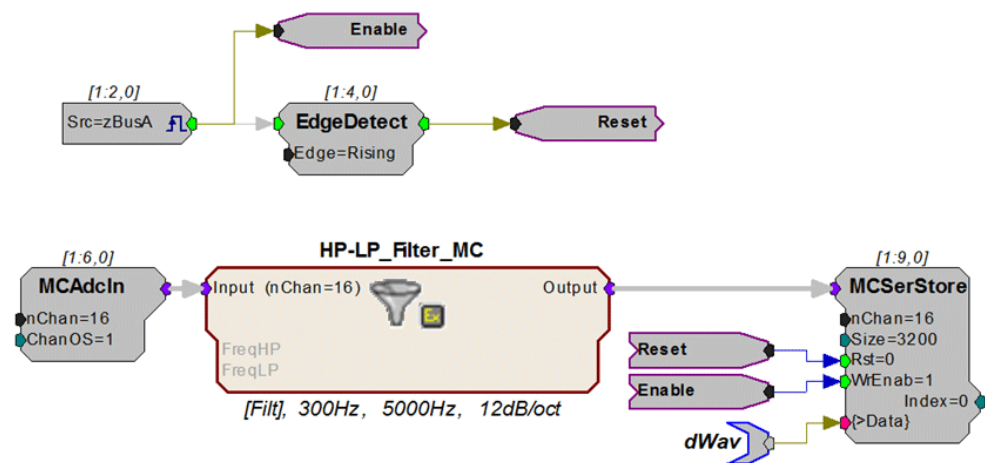 Enable
[1:2,0]
Src=zBusA
[1:4,0]
EdgeDetect
Edge=Rising
Reset
[1:6,0]
MCAdcIn
nChan=16
ChanOS=1
HP-LP_Filter_MC
Input (nChan=16)
Output
Ex
FreqHP
FreqLP
[Filt], 300Hz, 5000Hz, 12dB/oct
[1:9,0]
MCSerStore
nChan=16
Size=3200
Rst=0
WrEnab=1
Index=0
{>Data}
Reset
Enable
dWav